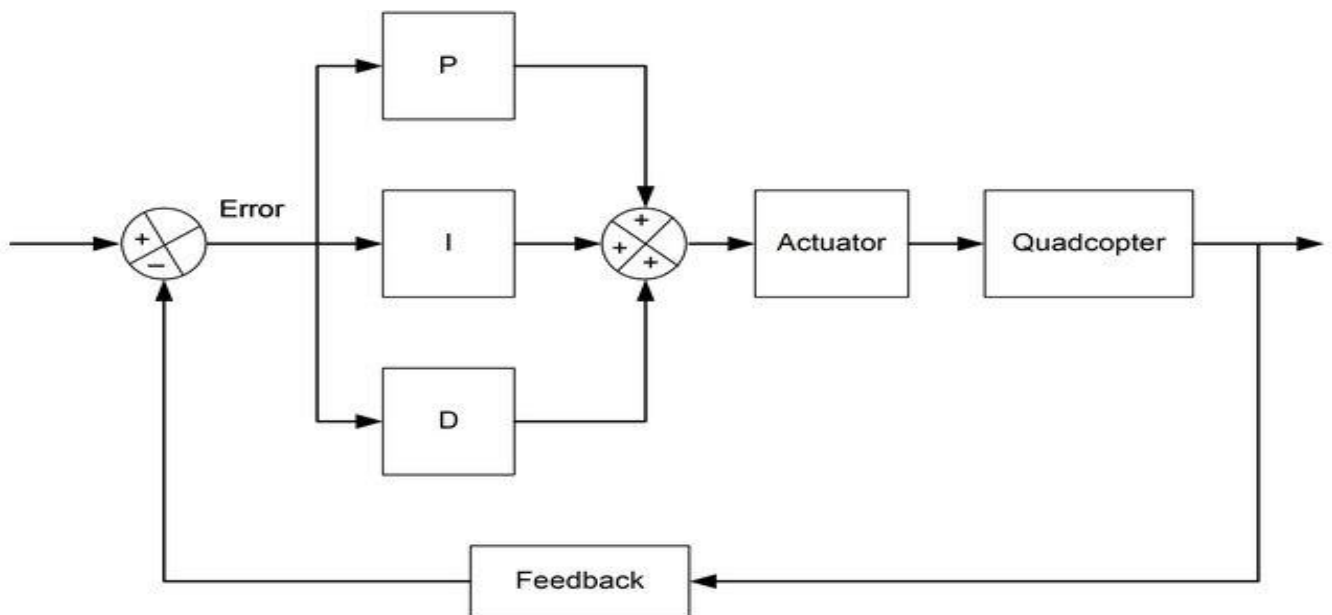 P
+
−
Error
I
+
+
+
Actuator
Quadcopter
D
Feedback